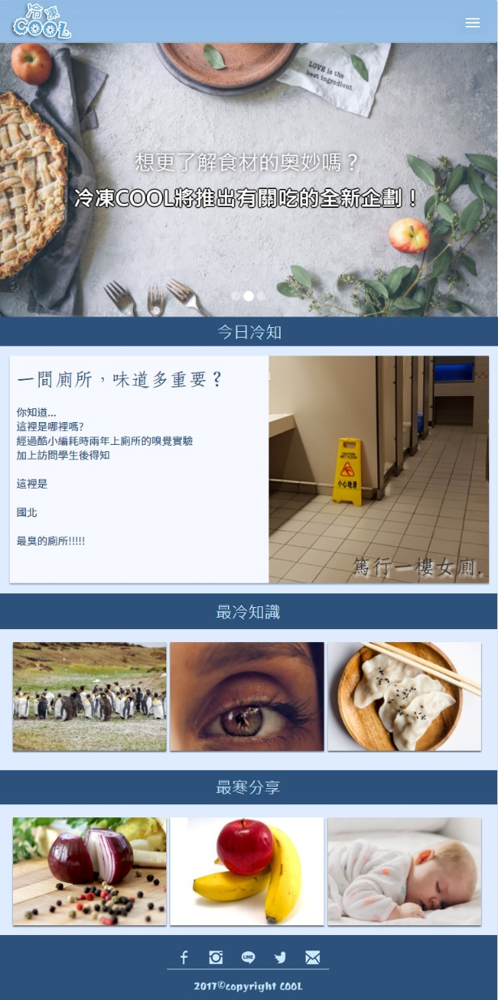 冷凍
COOL
LOVE is the
best ingredient.
想更了解食材的奧妙嗎？
冷凍COOL將推出有關吃的全新企劃！
今日冷知
一間廁所，味道多重要？
你知道...
這裡是哪裡嗎?
經過酷小編耗時兩年上廁所的嗅覺實驗
加上訪問學生後得知
這裡是
國北
最臭的廁所!!!!!
CAUTION
WET FLOOR
小心地滑
篤行一樓女廁.
最冷知識
最寒分享
LINE
2017©copyright COOL